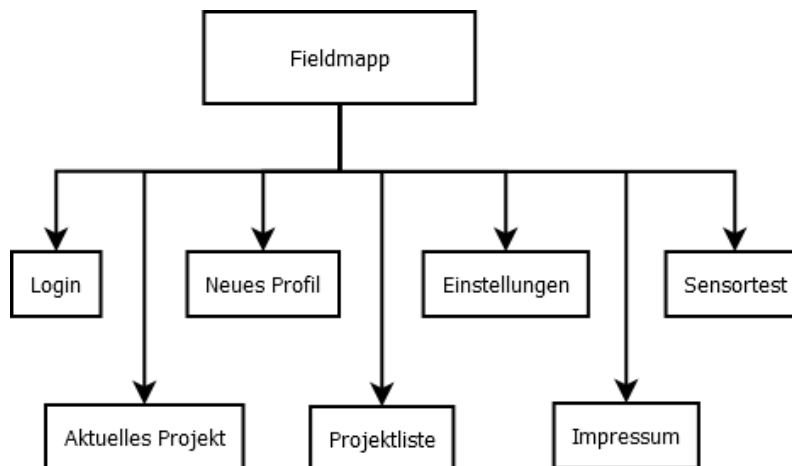 Fieldmapp
Login
Neues Profil
Einstellungen
Sensortest
Aktuelles Projekt
Projektliste
Impressum